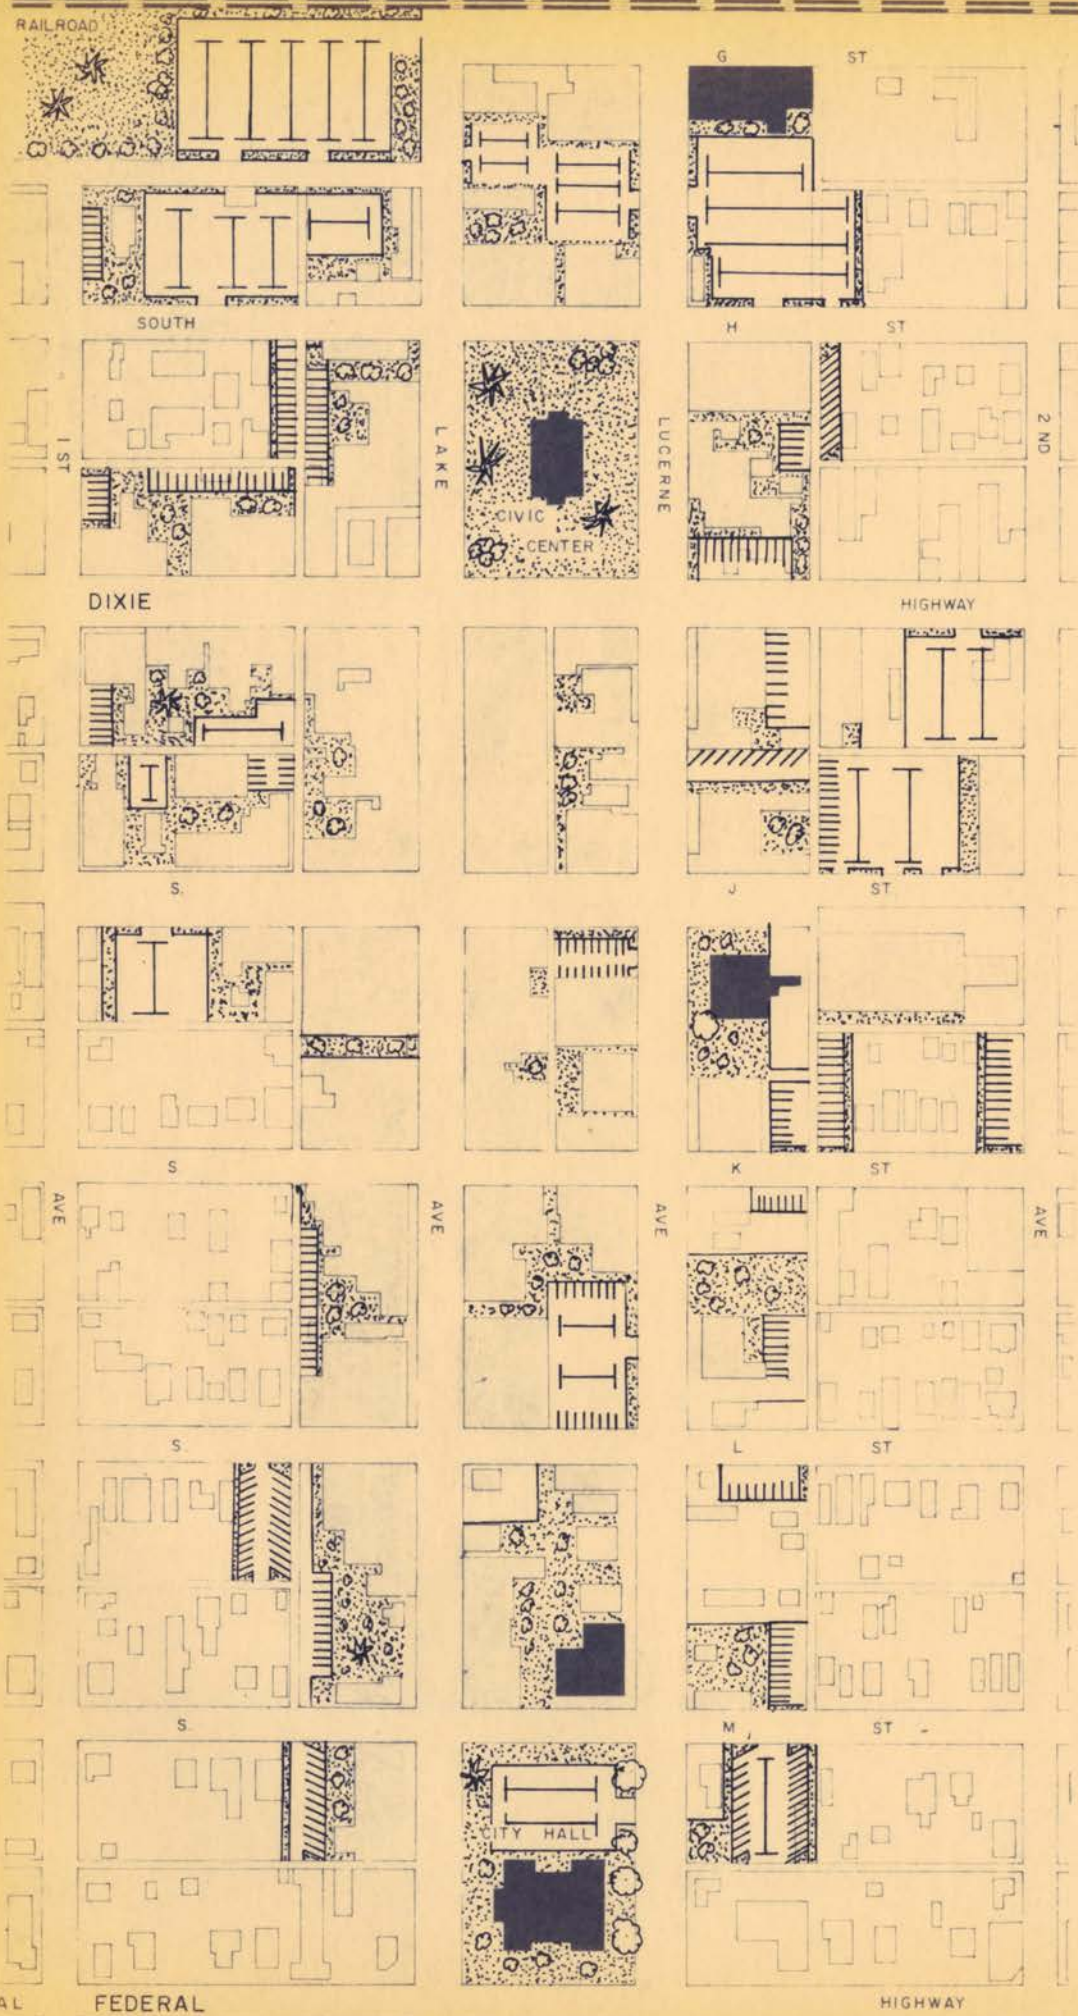 RAILROAD
G ST
SOUTH H ST
1 ST
LAKE
LUCERNE
2 ND
CIVIC
CENTER
DIXIE HIGHWAY
S. J ST
S K ST
AVE
AVE
AVE
AVE
S. L ST
S. M ST
CITY HALL
AL FEDERAL HIGHWAY